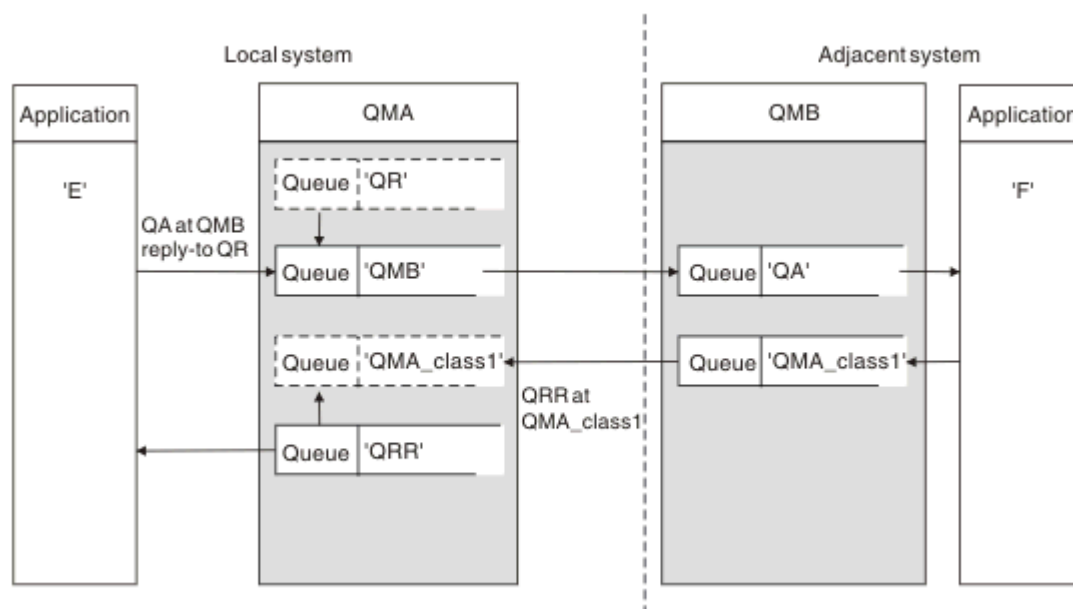 Local system
Adjacent system
Application
QMA
QMB
Application
'E'
Queue 'QR'
'F'
QA at QMB
reply-to QR
Queue 'QMB'
Queue 'QA'
Queue 'QMA_class1'
Queue 'QMA_class1'
QRR at
QMA_class1
Queue 'QRR'